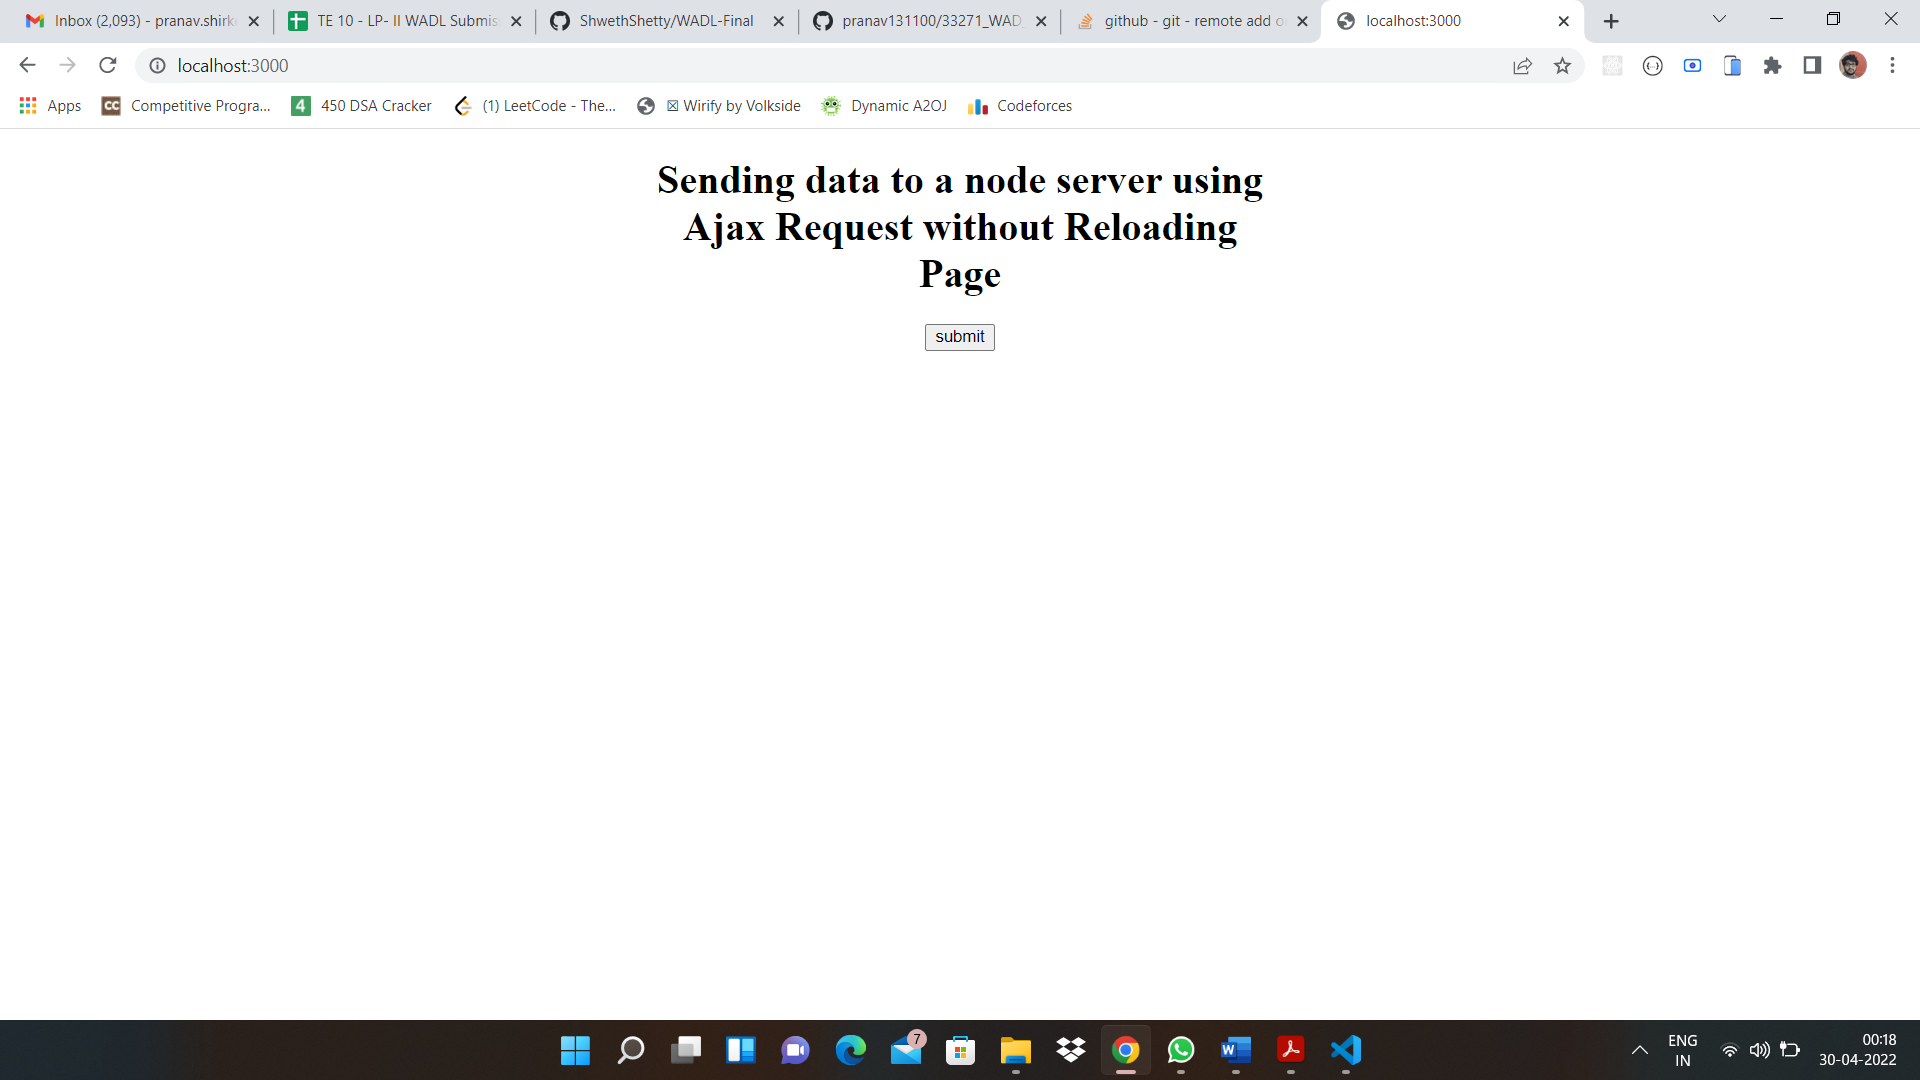 Inbox (2,093) - pranav.shirk
TE 10 - LP- II WADL Submis
ShwethShetty/WADL-Final
pranav131100/33271_WAD_
github - git - remote add o
localhost:3000
localhost:3000
Apps
CC
Competitive Progra...
4
450 DSA Cracker
(1) LeetCode - The...
☒ Wirify by Volkside
Dynamic A2OJ
Codeforces
Sending data to a node server using
Ajax Request without Reloading
Page
submit
7
W
ENG
IN
00:18
30-04-2022